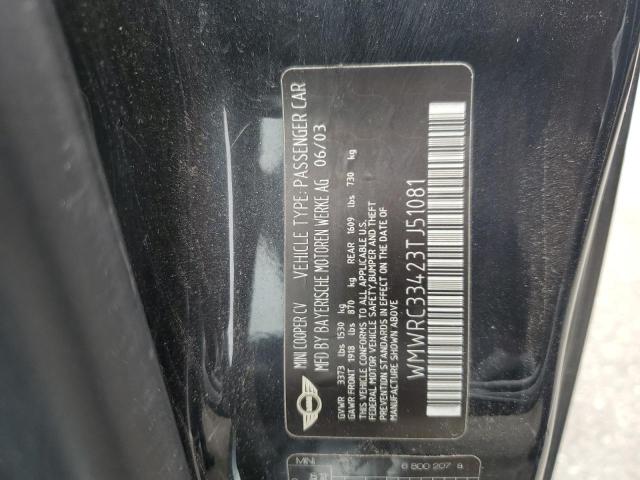 MINI COOPER CV VEHICLE TYPE: PASSENGER CAR
MFD BY BAYERISCHE MOTOREN WERKE AG 06/03
GVWR 3373 lbs 1530 kg
GAWR FRONT 1918 lbs 870 kg REAR 1609 lbs 730 kg
THIS VEHICLE CONFORMS TO ALL APPLICABLE U.S.
FEDERAL MOTOR VEHICLE SAFETY,BUMPER AND THEFT
PREVENTION STANDARDS IN EFFECT ON THE DATE OF
MANUFACTURE SHOWN ABOVE
WMWRC33423TJ51081
MINI 6 800 207